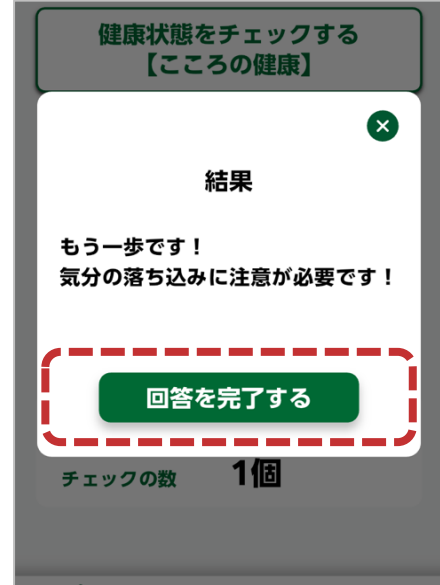 健康状態をチェックする
【こころの健康】
結果
もう一歩です！
気分の落ち込みに注意が必要です！
回答を完了する
チェックの数 1個